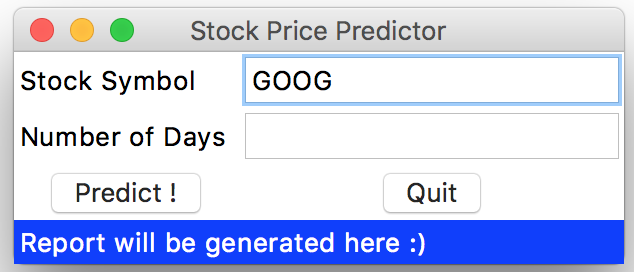 Stock Price Predictor
Stock Symbol GOOG
Number of Days
Predict ! Quit
Report will be generated here :)